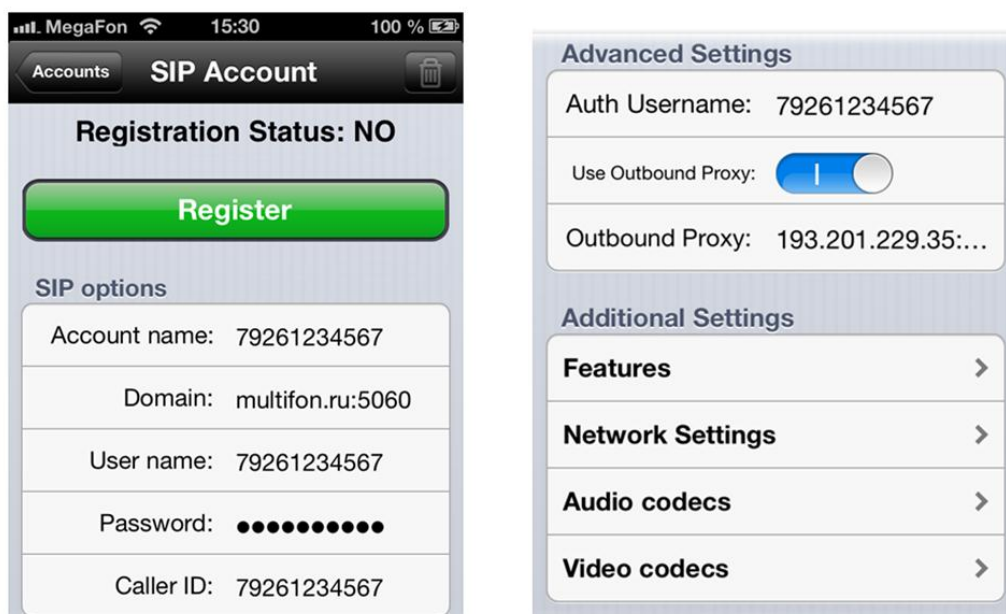 MegaFon 15:30 100 %
Accounts SIP Account
Registration Status: NO
Register
SIP options
Account name: 79261234567
Domain: multifon.ru:5060
User name: 79261234567
Password: ●●●●●●●●●●
Caller ID: 79261234567
Advanced Settings
Auth Username: 79261234567
Use Outbound Proxy:
Outbound Proxy: 193.201.229.35:...
Additional Settings
Features
Network Settings
Audio codecs
Video codecs